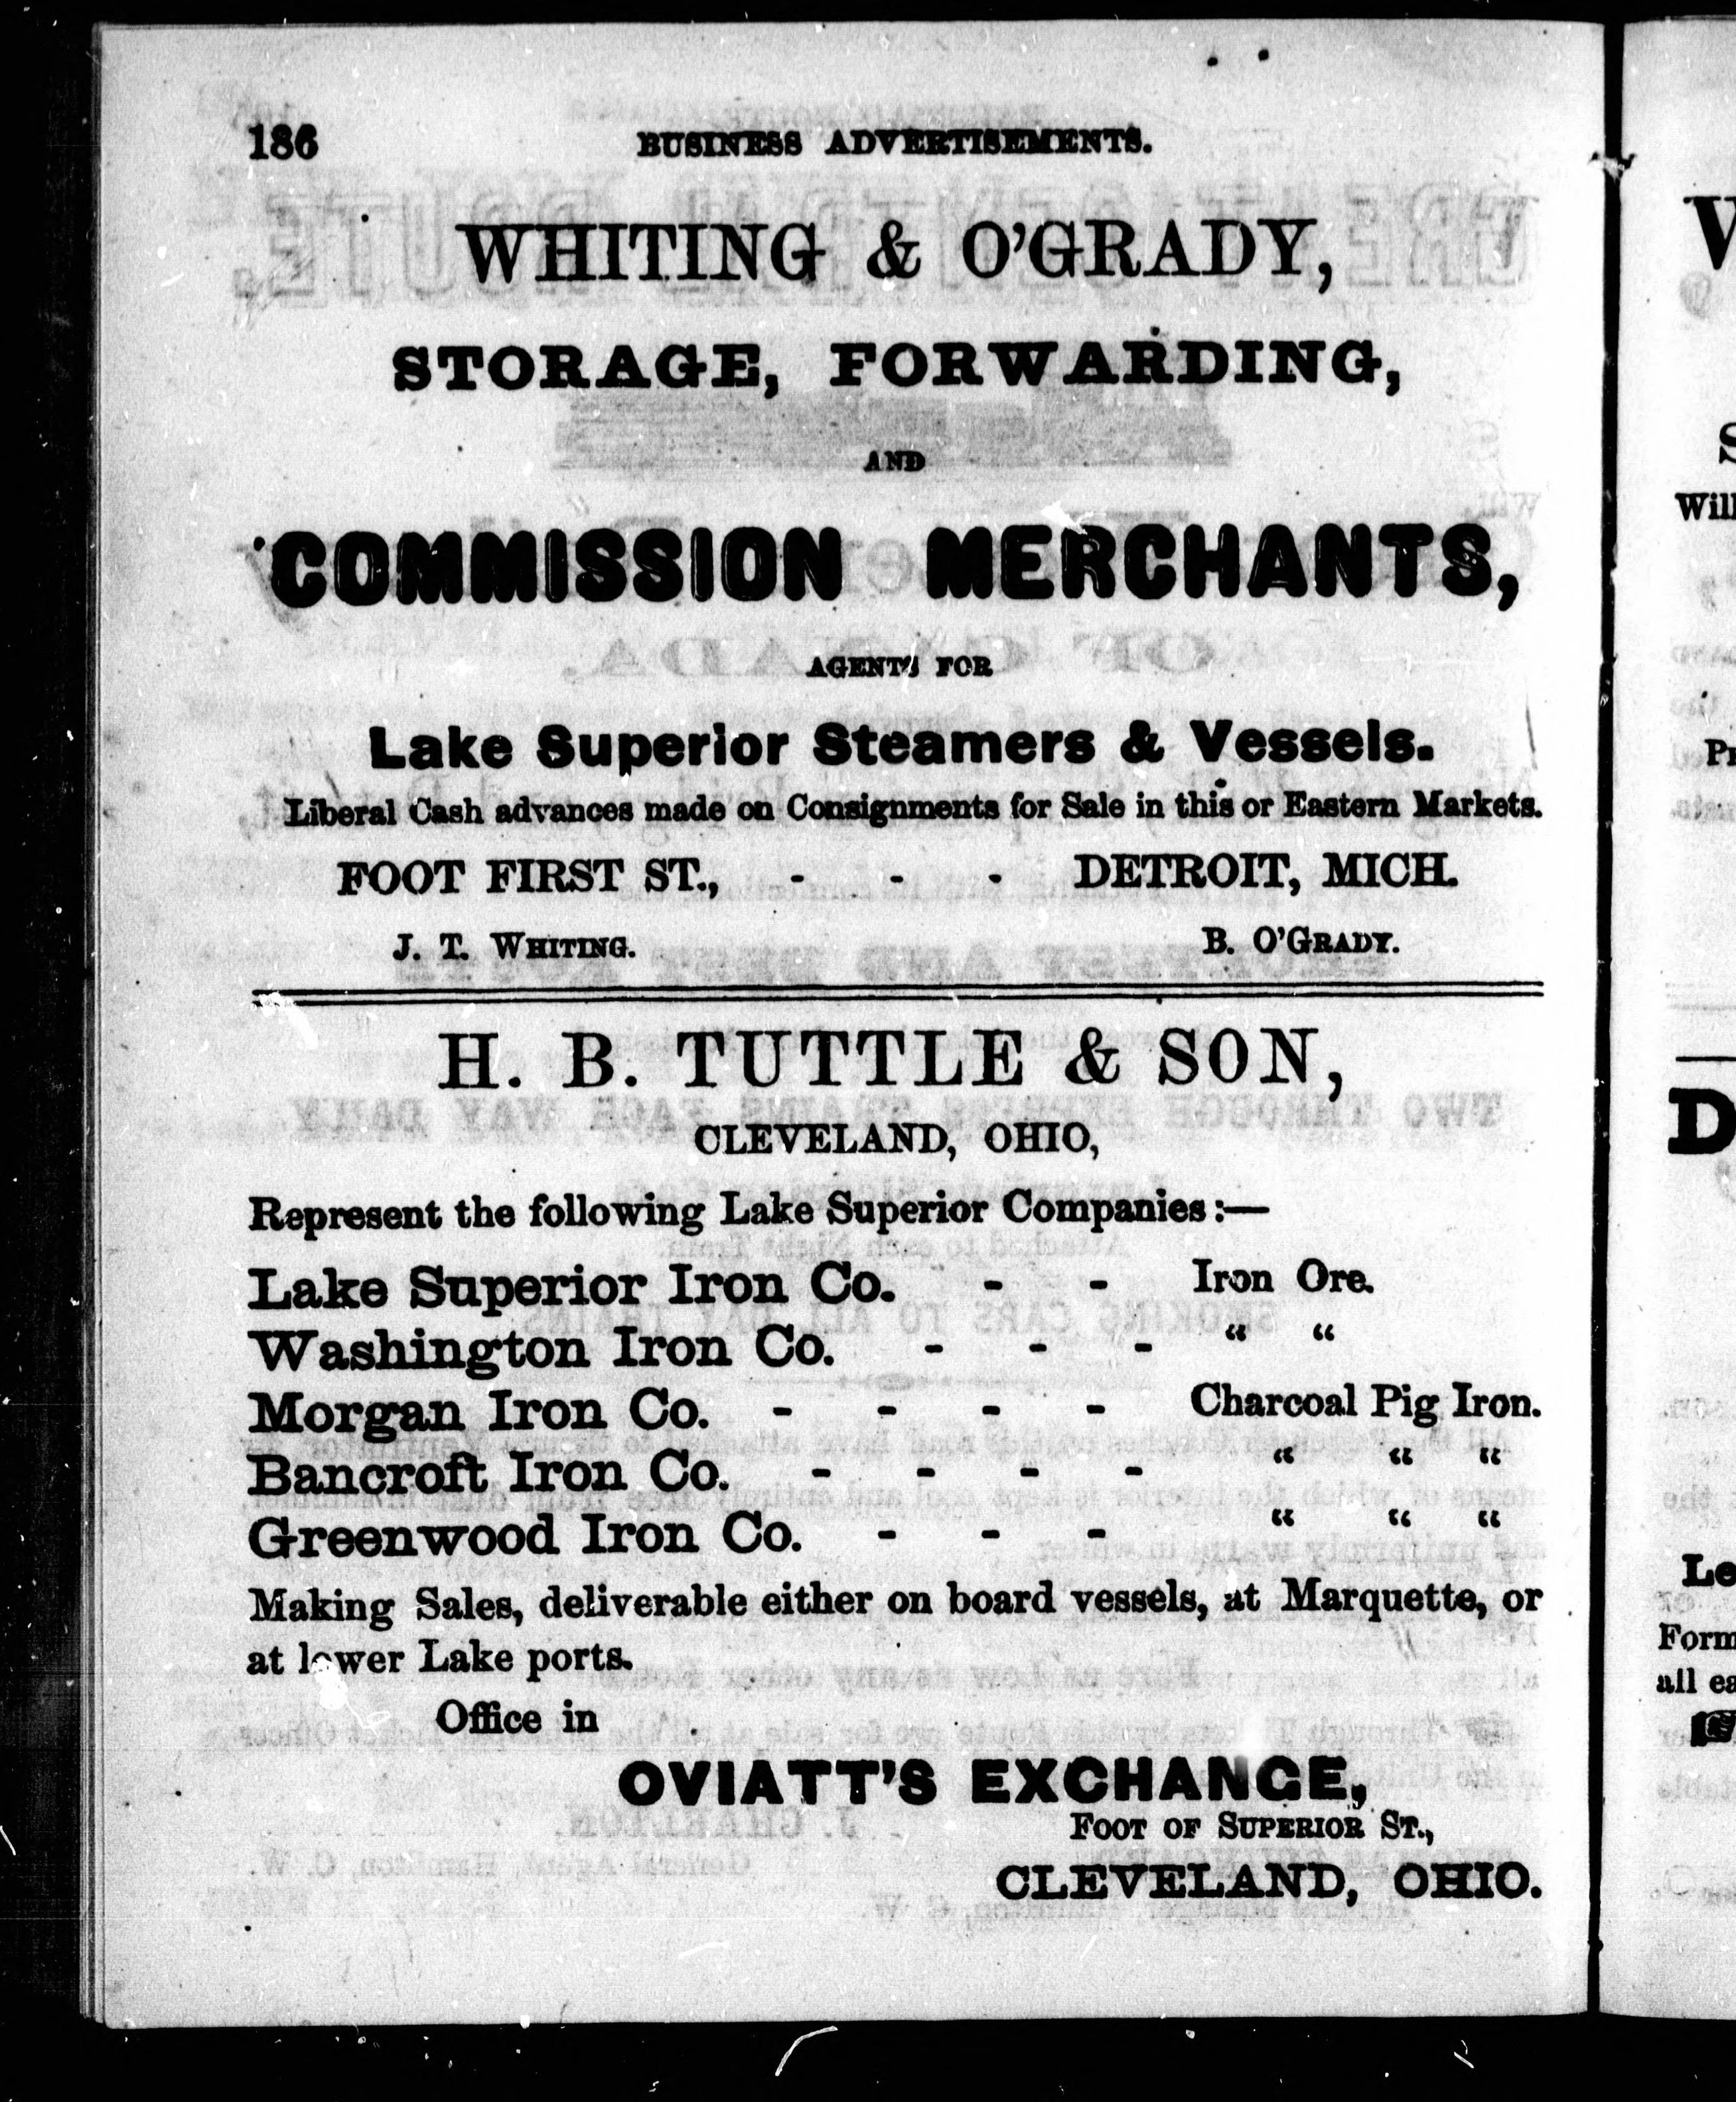 186 BUSINESS ADVERTISEMENTS.
WHITING & O'GRADY,
STORAGE, FORWARDING,
AND
COMMISSION MERCHANTS,
AGENTS FOR
Lake Superior Steamers & Vessels.
Liberal Cash advances made on Consignments for Sale in this or Eastern Markets.
FOOT FIRST ST., - - - DETROIT, MICH.
J. T. WHITING. B. O'GRADY.
H. B. TUTTLE & SON,
CLEVELAND, OHIO,
Represent the following Lake Superior Companies:—
Lake Superior Iron Co. - - Iron Ore.
Washington Iron Co. - - - " "
Morgan Iron Co. - - - - Charcoal Pig Iron.
Bancroft Iron Co. - - - - " " "
Greenwood Iron Co. - - - " " "
Making Sales, deliverable either on board vessels, at Marquette, or
at lower Lake ports.
Office in
OVIATT'S EXCHANGE,
FOOT OF SUPERIOR ST.,
CLEVELAND, OHIO.